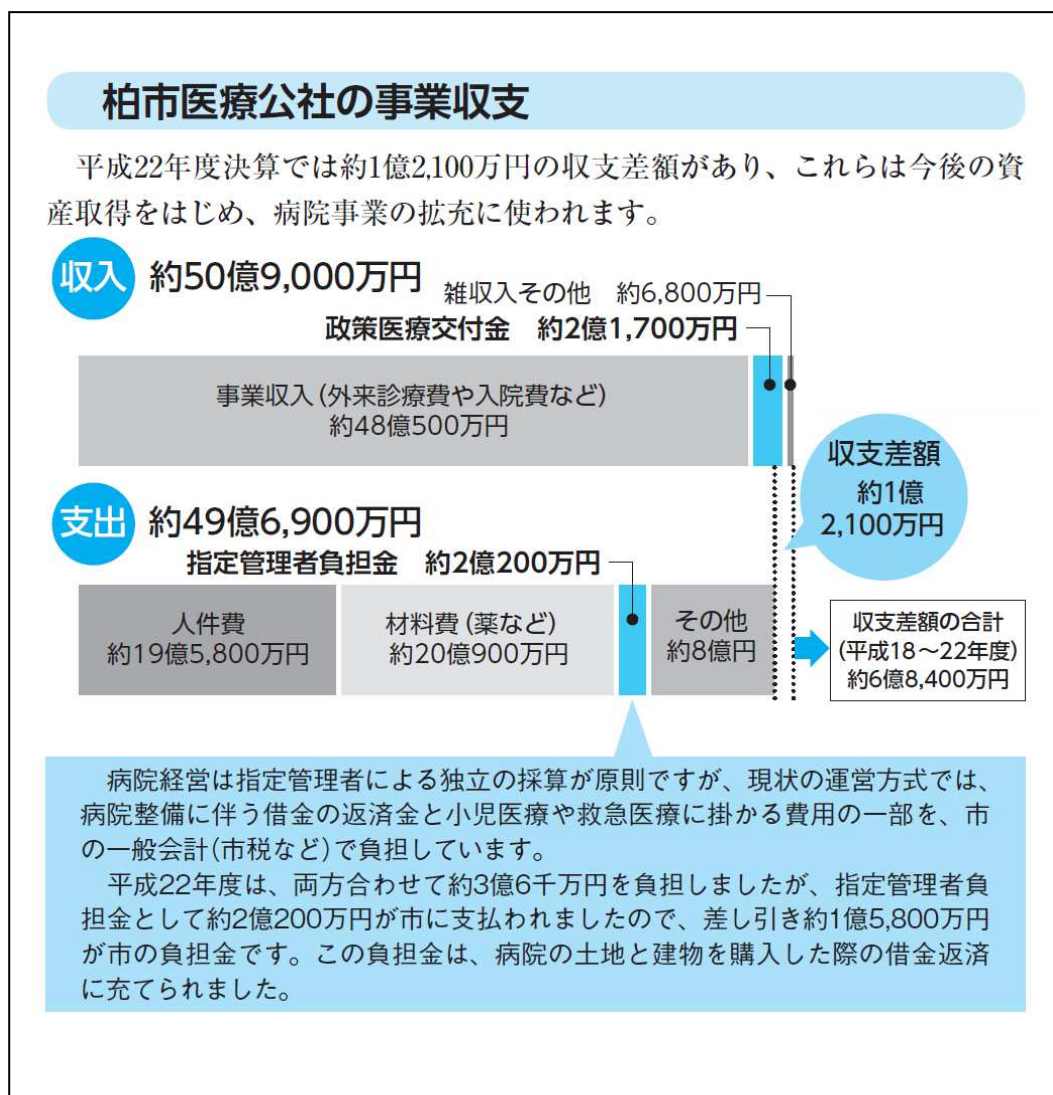 柏市医療公社の事業収支
平成22年度決算では約1億2,100万円の収支差額があり、これらは今後の資
産取得をはじめ、病院事業の拡充に使われます。
収入 約50億9,000万円
雑収入その他 約6,800万円
政策医療交付金 約2億1,700万円
事業収入(外来診療費や入院費など)
約48億500万円
収支差額
約1億
2,100万円
支出 約49億6,900万円
指定管理者負担金 約2億200万円
人件費
約19億5,800万円
材料費(薬など)
約20億900万円
その他
約8億円
収支差額の合計
(平成18～22年度)
約6億8,400万円
病院経営は指定管理者による独立の採算が原則ですが、現状の運営方式では、
病院整備に伴う借金の返済金と小児医療や救急医療に掛かる費用の一部を、市
の一般会計(市税など)で負担しています。
平成22年度は、両方合わせて約3億6千万円を負担しましたが、指定管理者負
担金として約2億200万円が市に支払われましたので、差し引き約1億5,800万円
が市の負担金です。この負担金は、病院の土地と建物を購入した際の借金返済
に充てられました。